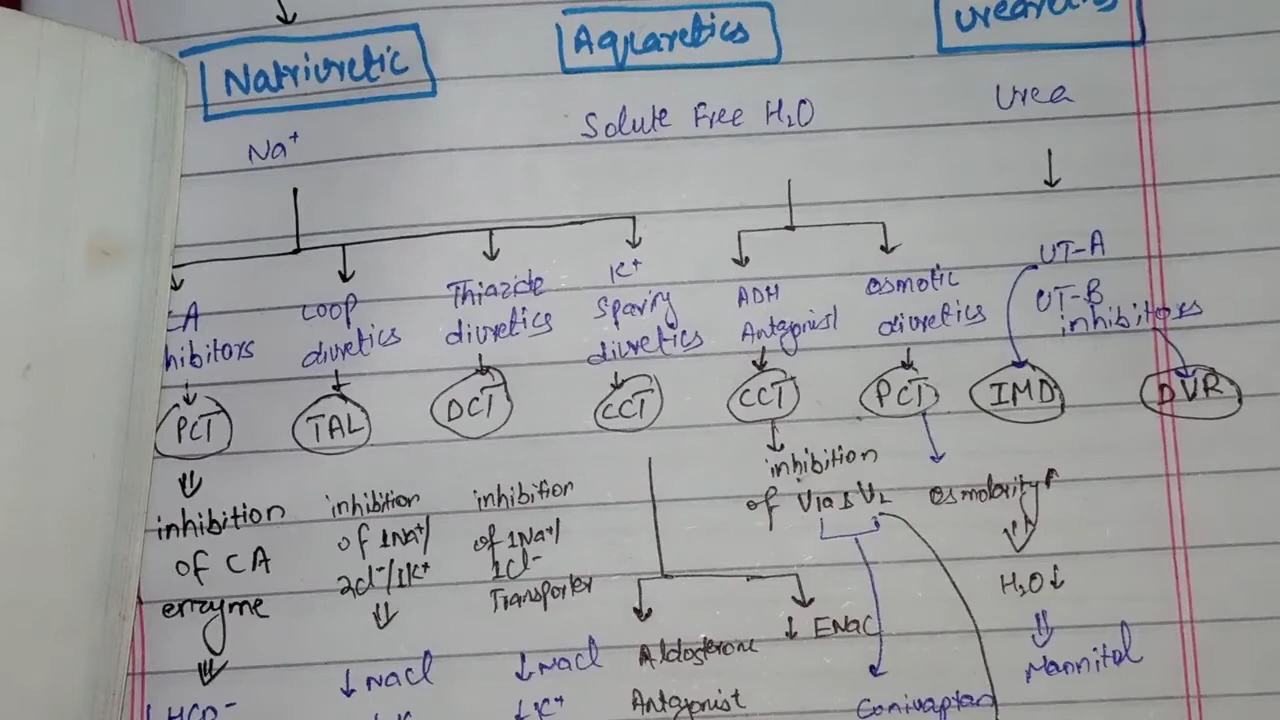 Natriuretic
Aquaretics
Na+
Solute Free H2O
Urea
CA
hibitors
Loop
diuretics
Thiazide
diuretics
K+
Sparing
diuretics
ADH
Antagonist
osmotic
diuretics
UT-A
UT-B
inhibitors
PCT
TAL
DCT
CCT
CCT
PCT
IMD
DVR
inhibition
of CA
enzyme
inhibition
of 1Na+/
2Cl-/1K+
inhibition
of 1Na+/
1Cl-
Transporter
inhibition
of V1a & V2
osmolarity↑
H2O↓
Mannitol
↓NaCl
↓NaCl
↓K+
Aldosterone
Antagonist
↓ ENaC
Conivaptan
↓HCO-